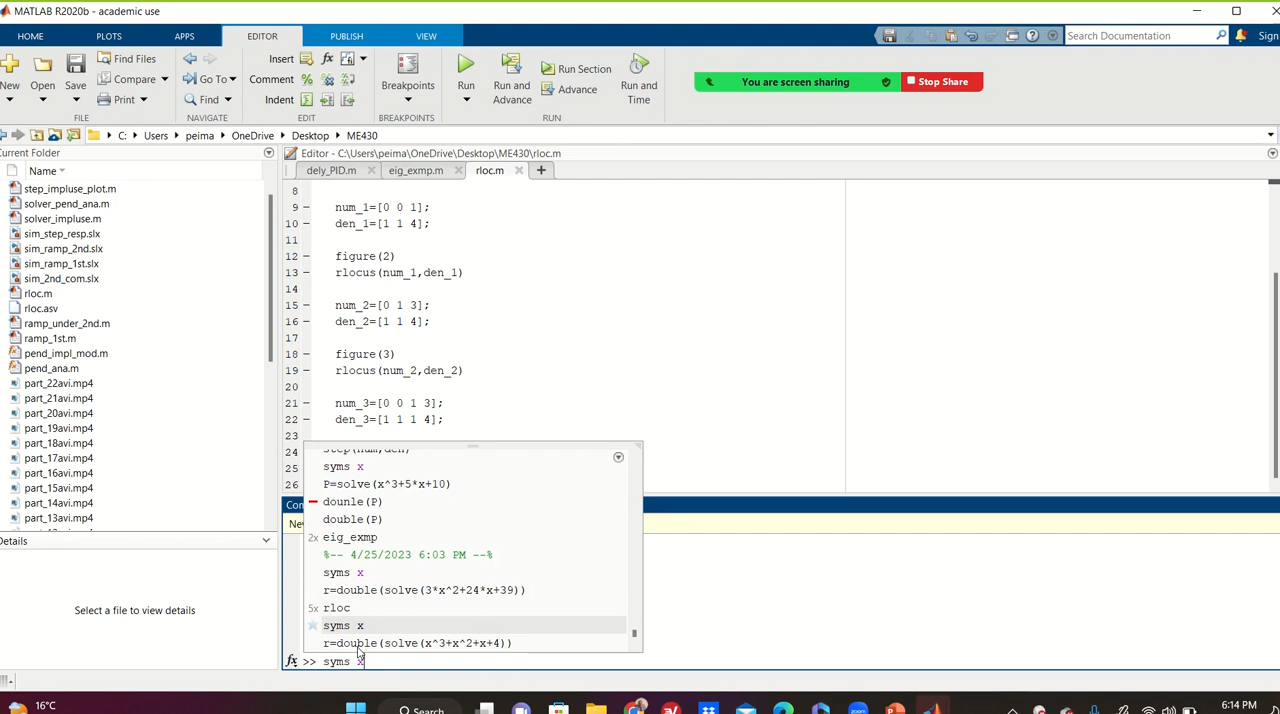 MATLAB R2020b - academic use
HOME PLOTS APPS EDITOR PUBLISH VIEW
Search Documentation
Sign
New Open Save
Find Files
Compare
Print
Go To
Find
Insert
Comment
Indent
Breakpoints
Run
Run and Advance
Run Section
Advance
Run and Time
FILE NAVIGATE EDIT BREAKPOINTS RUN
You are screen sharing
Stop Share
C: Users peima OneDrive Desktop ME430
Current Folder
Name
step_impluse_plot.m
solver_pend_ana.m
solver_impluse.m
sim_step_resp.slx
sim_ramp_2nd.slx
sim_ramp_1st.slx
sim_2nd_com.slx
rloc.m
rloc.asv
ramp_under_2nd.m
ramp_1st.m
pend_impl_mod.m
pend_ana.m
part_22avi.mp4
part_21avi.mp4
part_20avi.mp4
part_19avi.mp4
part_18avi.mp4
part_17avi.mp4
part_16avi.mp4
part_15avi.mp4
part_14avi.mp4
part_13avi.mp4
Details
Select a file to view details
Editor - C:\Users\peima\OneDrive\Desktop\ME430\rloc.m
dely_PID.m eig_exmp.m rloc.m
8
9 - num_1=[0 0 1];
10 - den_1=[1 1 4];
11
12 - figure(2)
13 - rlocus(num_1,den_1)
14
15 - num_2=[0 1 3];
16 - den_2=[1 1 4];
17
18 - figure(3)
19 - rlocus(num_2,den_2)
20
21 - num_3=[0 0 1 3];
22 - den_3=[1 1 1 4];
23
24
25
26
step(num,den)
syms x
P=solve(x^3+5*x+10)
dounle(P)
double(P)
2x eig_exmp
%-- 4/25/2023 6:03 PM --%
syms x
r=double(solve(3*x^2+24*x+39))
5x rloc
syms x
r=double(solve(x^3+x^2+x+4))
Com
Ne
fx >> syms x
16°C
Search
6:14 PM